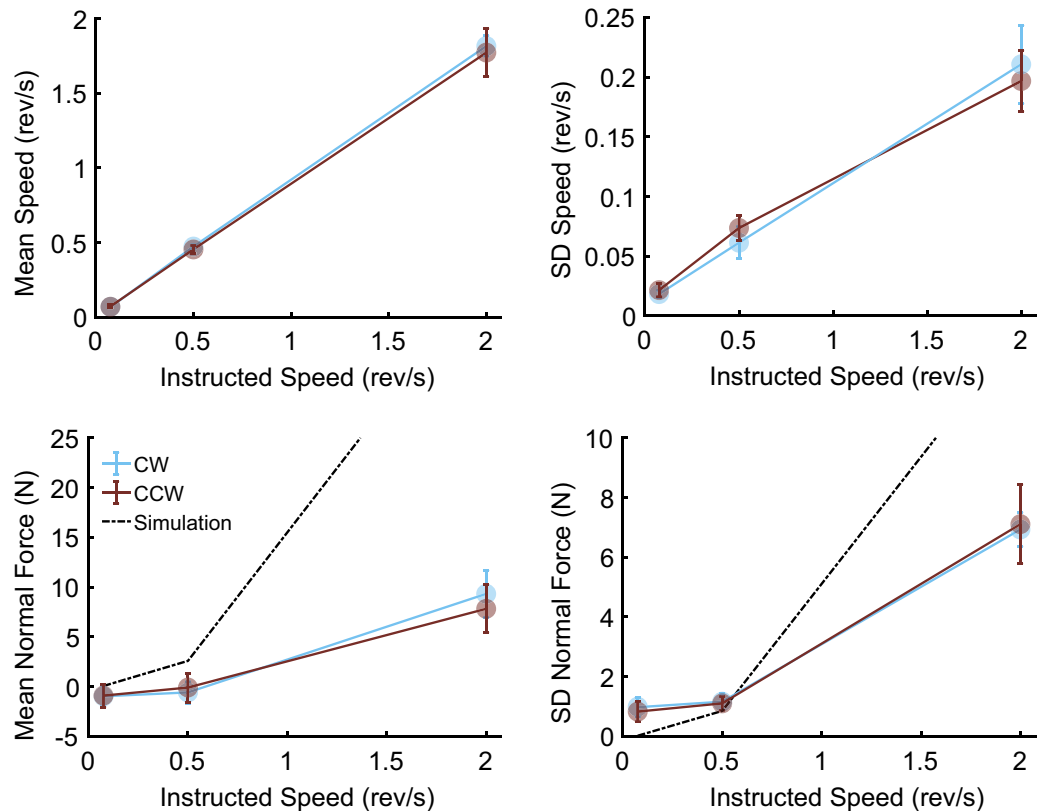 2
1.5
1
0.5
0
Mean Speed (rev/s)
0 0.5 1 1.5 2
Instructed Speed (rev/s)
0.25
0.2
0.15
0.1
0.05
0
SD Speed (rev/s)
0 0.5 1 1.5 2
Instructed Speed (rev/s)
25
20
15
10
5
0
-5
Mean Normal Force (N)
CW
CCW
Simulation
0 0.5 1 1.5 2
Instructed Speed (rev/s)
10
8
6
4
2
0
SD Normal Force (N)
0 0.5 1 1.5 2
Instructed Speed (rev/s)